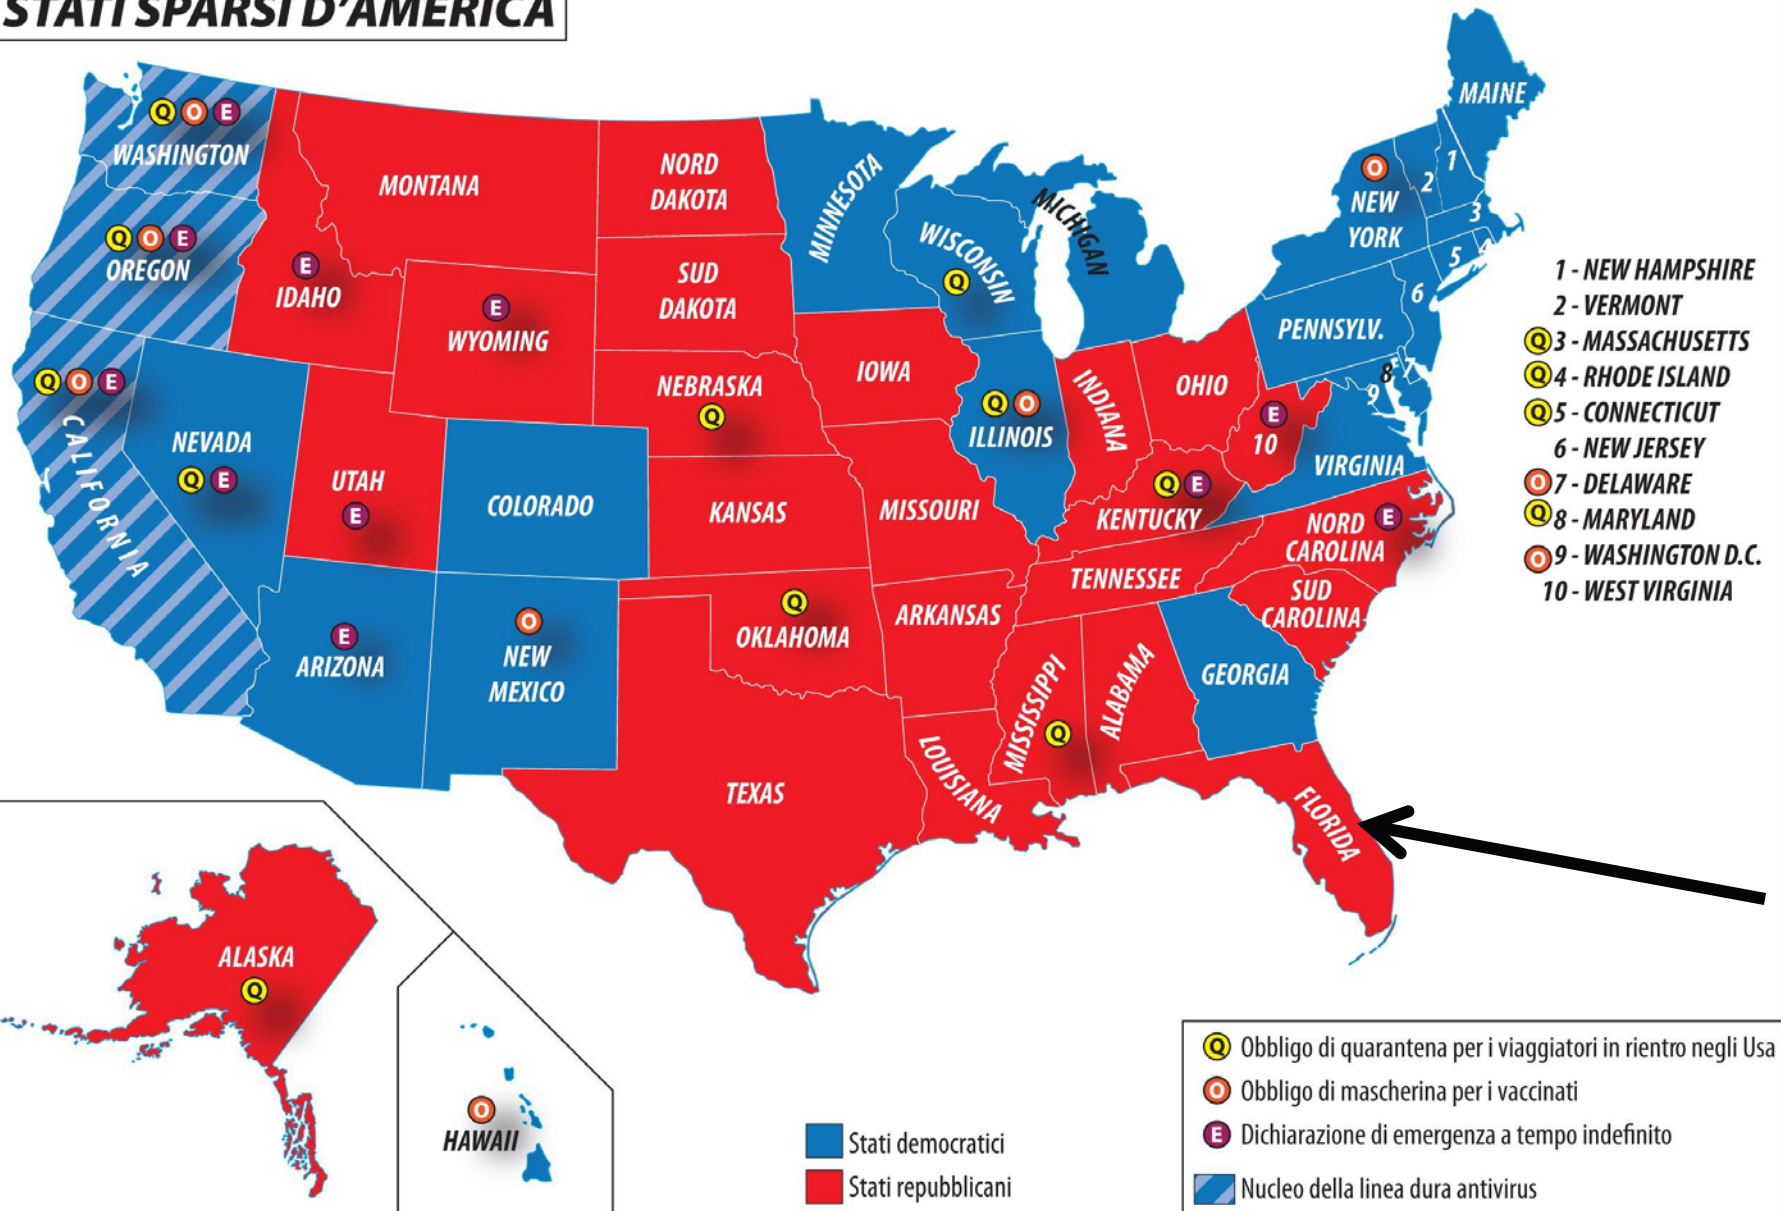 STATI SPARSI D'AMERICA
Q O E
WASHINGTON
Q O E
OREGON
Q O E
CALIFORNIA
NEVADA
Q E
E
IDAHO
MONTANA
E
WYOMING
UTAH
E
COLORADO
E
ARIZONA
O
NEW
MEXICO
NORD
DAKOTA
SUD
DAKOTA
NEBRASKA
Q
KANSAS
Q
OKLAHOMA
TEXAS
MINNESOTA
IOWA
MISSOURI
ARKANSAS
LOUISIANA
WISCONSIN
Q
MICHIGAN
Q O
ILLINOIS
INDIANA
OHIO
Q E
KENTUCKY
TENNESSEE
MISSISSIPPI
Q
ALABAMA
GEORGIA
FLORIDA
SUD
CAROLINA
NORD E
CAROLINA
VIRGINIA
E
10
PENNSYLV.
O
NEW
YORK
MAINE
1
2
3
4
5
6
7
8
9
1 - NEW HAMPSHIRE
2 - VERMONT
Q 3 - MASSACHUSETTS
Q 4 - RHODE ISLAND
Q 5 - CONNECTICUT
6 - NEW JERSEY
O 7 - DELAWARE
Q 8 - MARYLAND
O 9 - WASHINGTON D.C.
10 - WEST VIRGINIA
ALASKA
Q
O
HAWAII
Stati democratici
Stati repubblicani
Q Obbligo di quarantena per i viaggiatori in rientro negli Usa
O Obbligo di mascherina per i vaccinati
E Dichiarazione di emergenza a tempo indefinito
Nucleo della linea dura antivirus